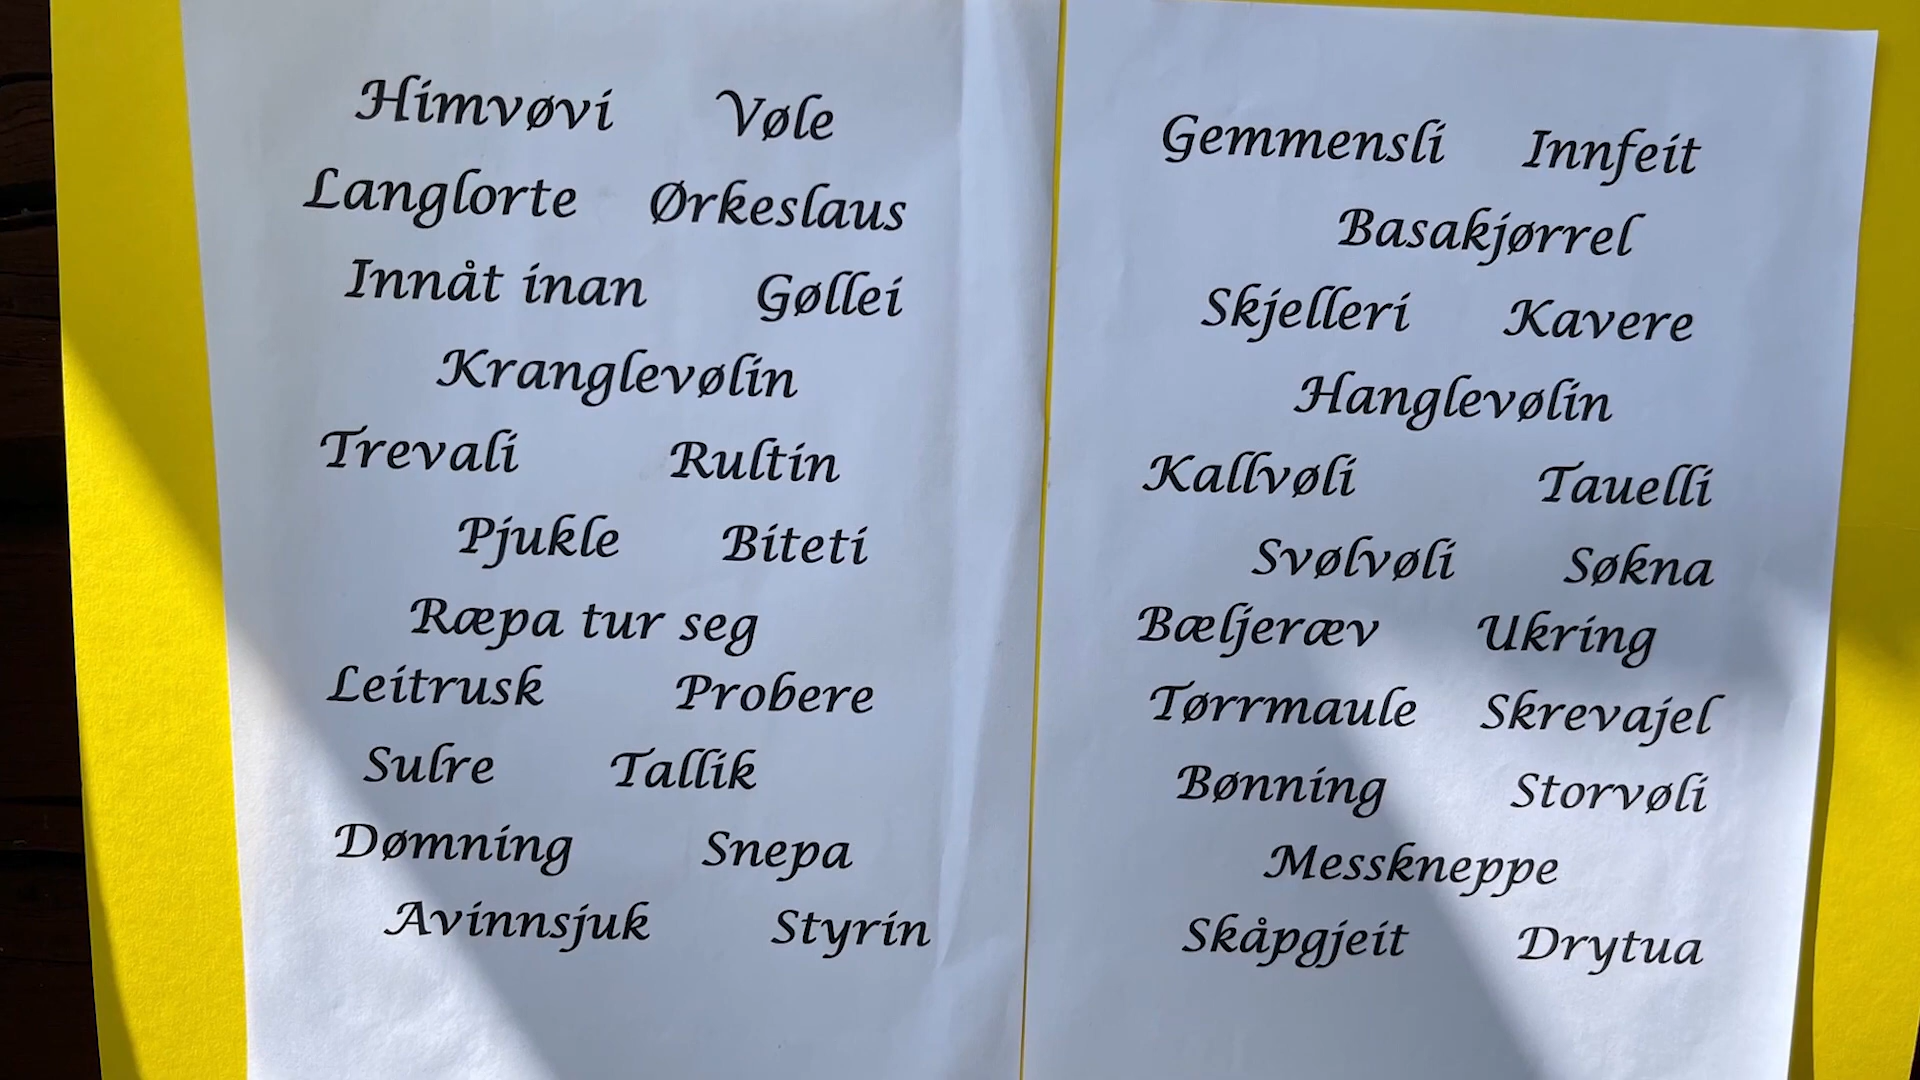 Himvøvi Vøle
Langlorte Ørkeslaus
Innåt inan Gøllei
Kranglevølin
Trevali Rultin
Pjukle Biteti
Ræpa tur seg
Leitrusk Probere
Sulre Tallik
Dømning Snepa
Avinnsjuk Styrin
Gemmensli Innfeit
Basakjørrel
Skjelleri Kavere
Hanglevølin
Kallvøli Tauelli
Svølvøli Søkna
Bæljeræv Ukring
Tørrmaule Skrevajel
Bønning Storvøli
Messkneppe
Skåpgjeit Drytua